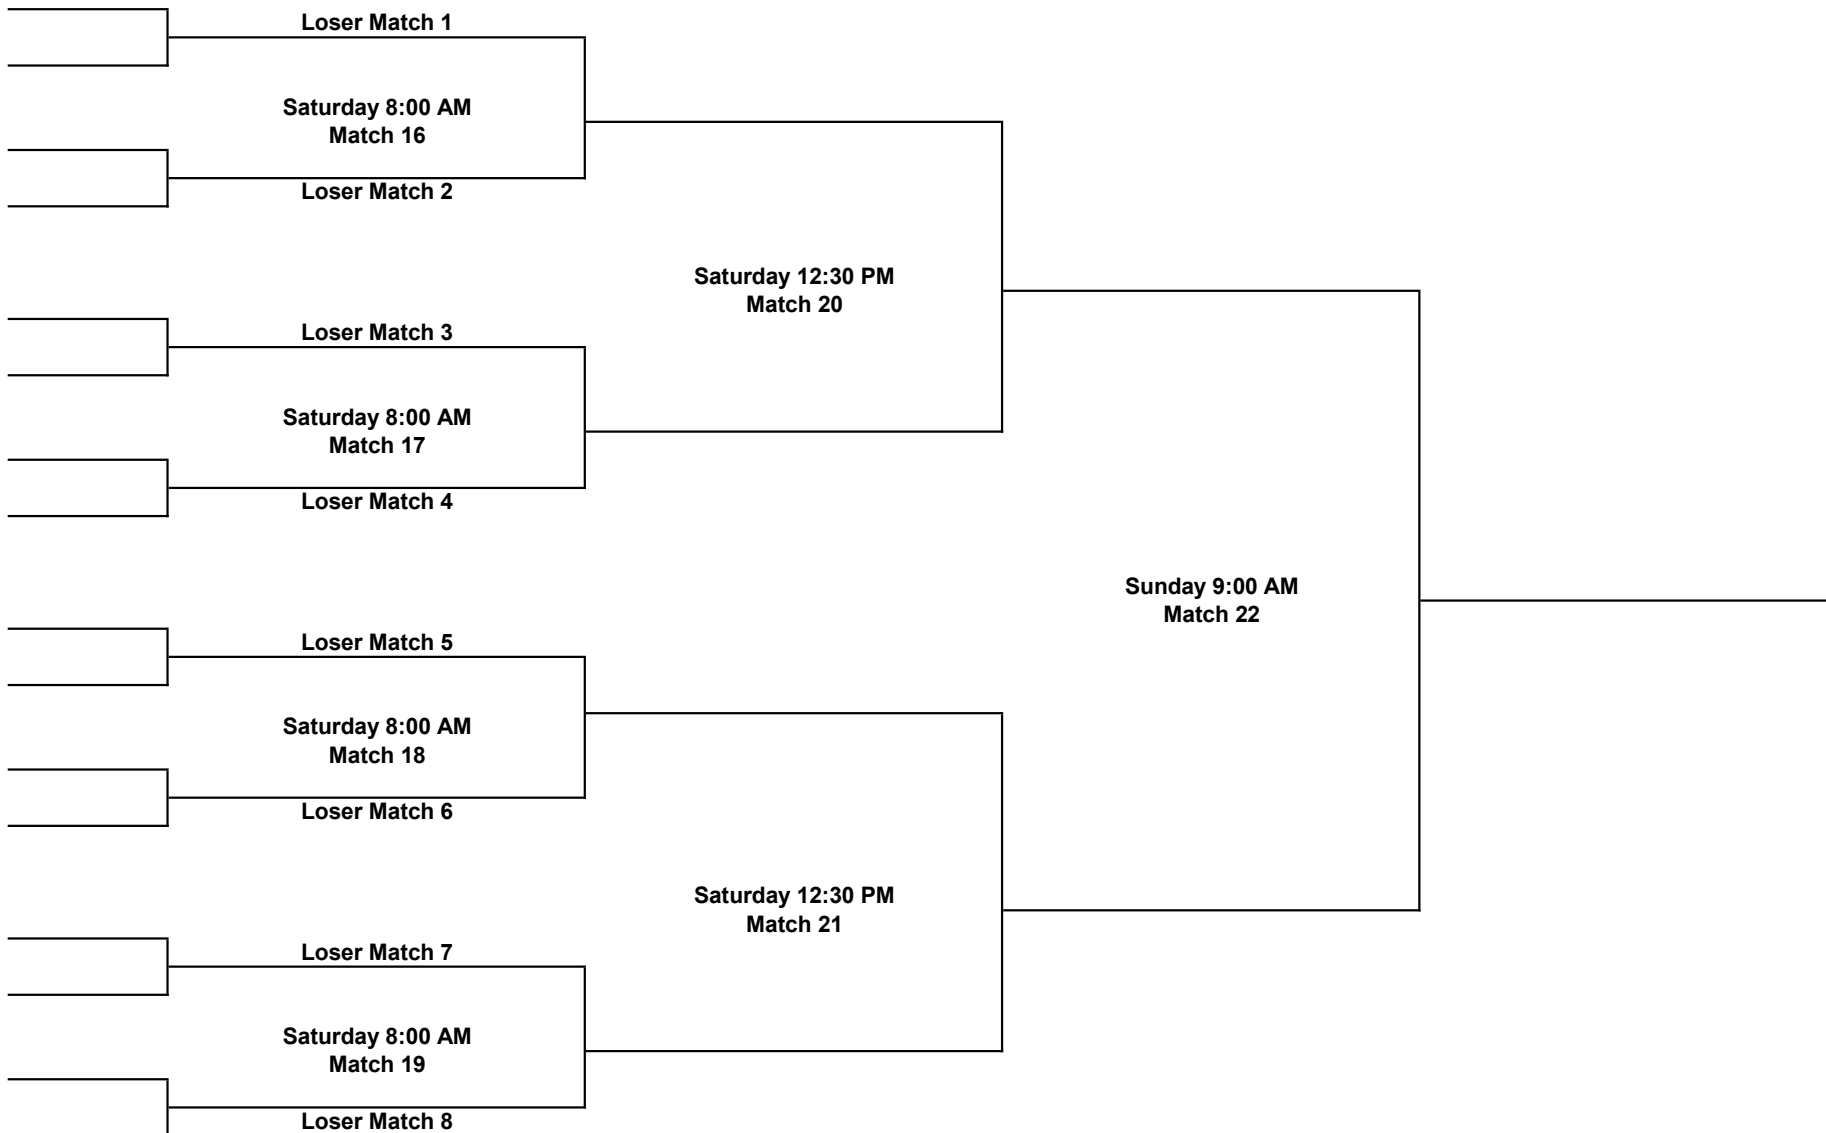 Loser Match 1
Saturday 8:00 AM
Match 16
Loser Match 2
Saturday 12:30 PM
Match 20
Loser Match 3
Saturday 8:00 AM
Match 17
Loser Match 4
Sunday 9:00 AM
Match 22
Loser Match 5
Saturday 8:00 AM
Match 18
Loser Match 6
Saturday 12:30 PM
Match 21
Loser Match 7
Saturday 8:00 AM
Match 19
Loser Match 8